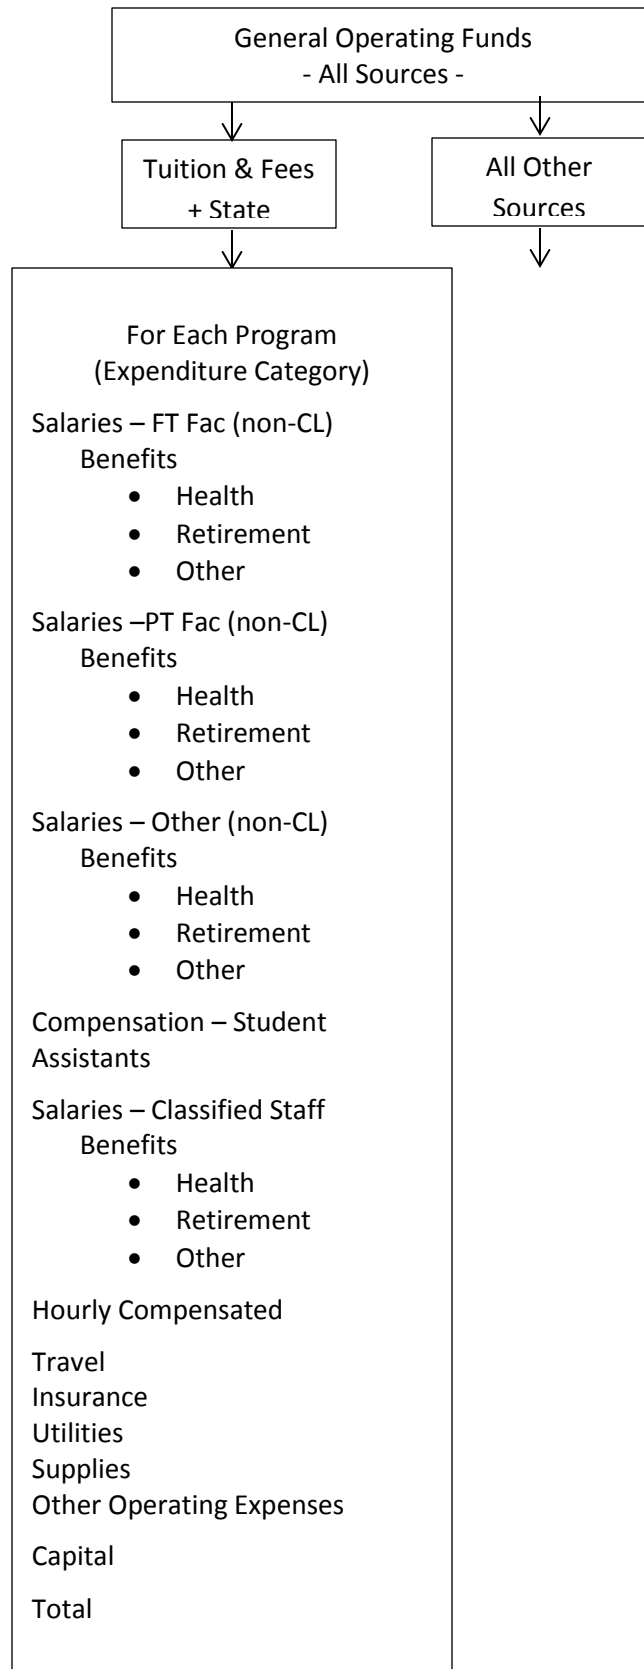 General Operating Funds
- All Sources -
Tuition & Fees
+ State
All Other
Sources
For Each Program
(Expenditure Category)
Salaries – FT Fac (non-CL)
Benefits
• Health
• Retirement
• Other
Salaries –PT Fac (non-CL)
Benefits
• Health
• Retirement
• Other
Salaries – Other (non-CL)
Benefits
• Health
• Retirement
• Other
Compensation – Student
Assistants
Salaries – Classified Staff
Benefits
• Health
• Retirement
• Other
Hourly Compensated
Travel
Insurance
Utilities
Supplies
Other Operating Expenses
Capital
Total